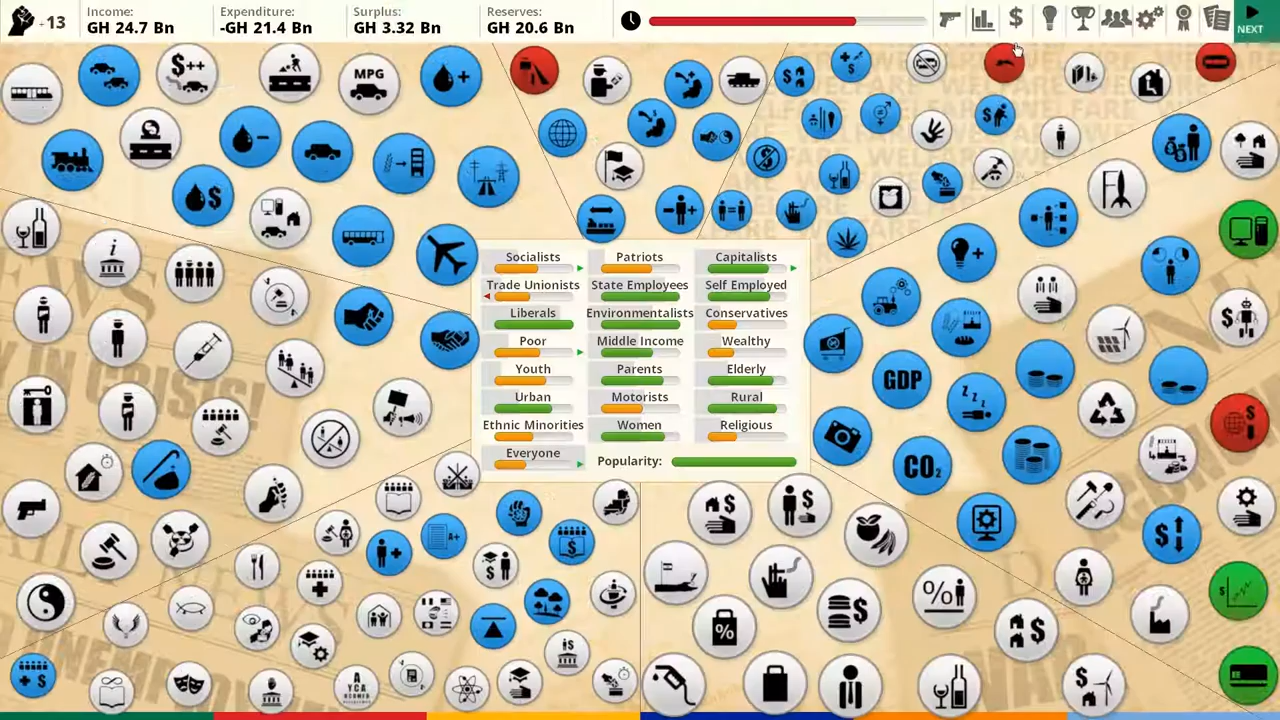 +13
Income:
GH 24.7 Bn
Expenditure:
-GH 21.4 Bn
Surplus:
GH 3.32 Bn
Reserves:
GH 20.6 Bn
NEXT
$++
MPG
Socialists
Patriots
Capitalists
Trade Unionists
State Employees
Self Employed
Liberals
Environmentalists
Conservatives
Poor
Middle Income
Wealthy
Youth
Parents
Elderly
Urban
Motorists
Rural
Ethnic Minorities
Women
Religious
Everyone
Popularity:
GDP
CO₂
A+